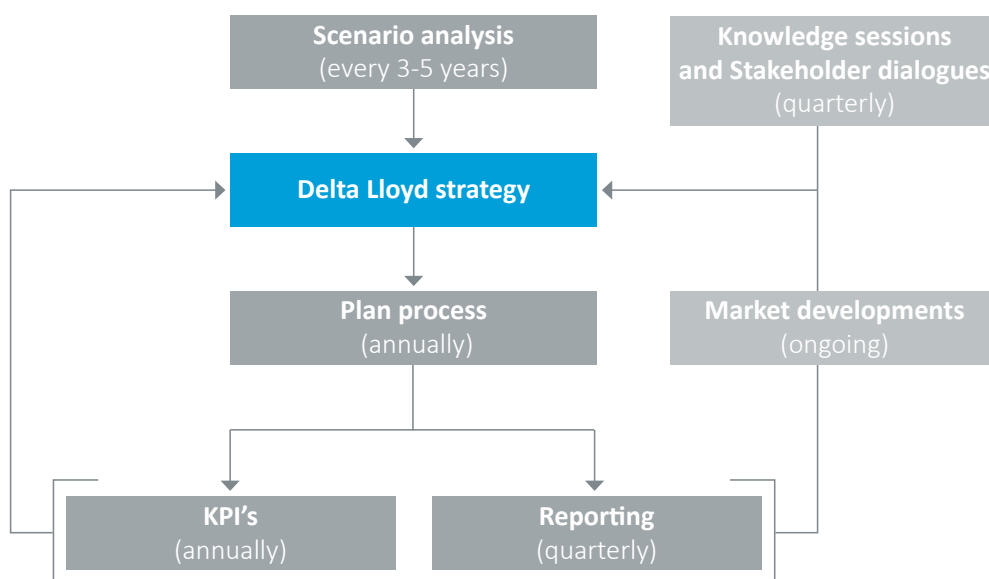 Scenario analysis
(every 3-5 years)
Knowledge sessions
and Stakeholder dialogues
(quarterly)
Delta Lloyd strategy
Plan process
(annually)
Market developments
(ongoing)
KPI's
(annually)
Reporting
(quarterly)